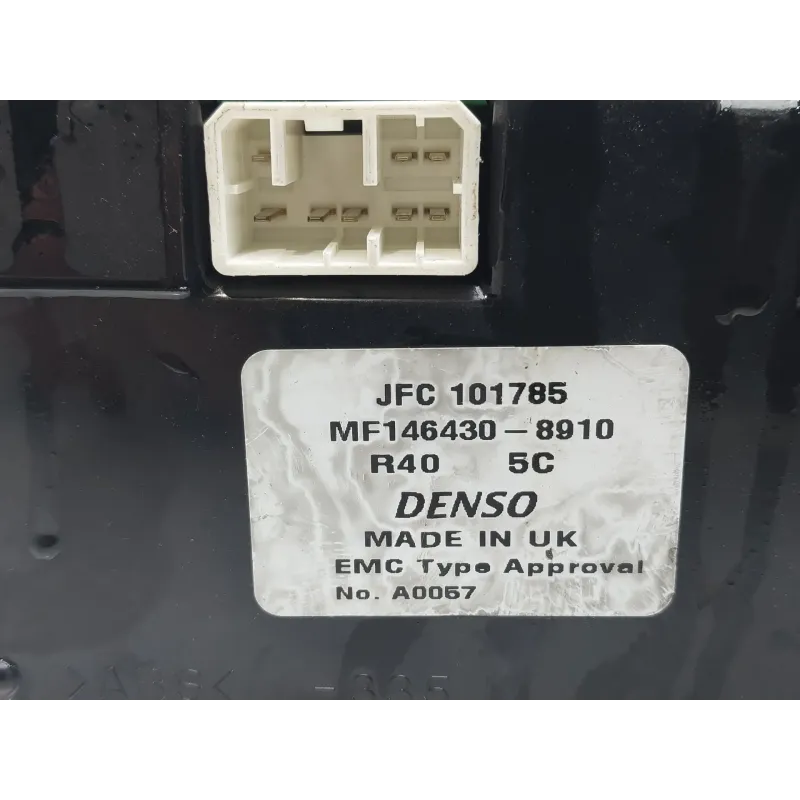 JFC 101785
MF146430-8910
R40 5C
DENSO
MADE IN UK
EMC Type Approval
No. A0057